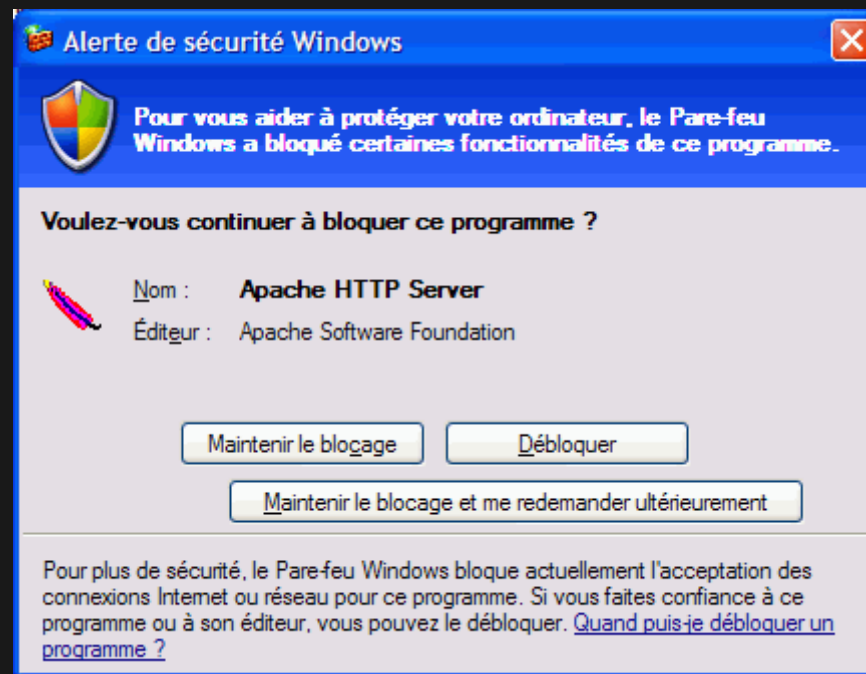 Alerte de sécurité Windows
Pour vous aider à protéger votre ordinateur, le Pare-feu
Windows a bloqué certaines fonctionnalités de ce programme.
Voulez-vous continuer à bloquer ce programme ?
Nom : Apache HTTP Server
Éditeur : Apache Software Foundation
Maintenir le blocage Débloquer
Maintenir le blocage et me redemander ultérieurement
Pour plus de sécurité, le Pare-feu Windows bloque actuellement l'acceptation des
connexions Internet ou réseau pour ce programme. Si vous faites confiance à ce
programme ou à son éditeur, vous pouvez le débloquer. Quand puis-je débloquer un
programme ?